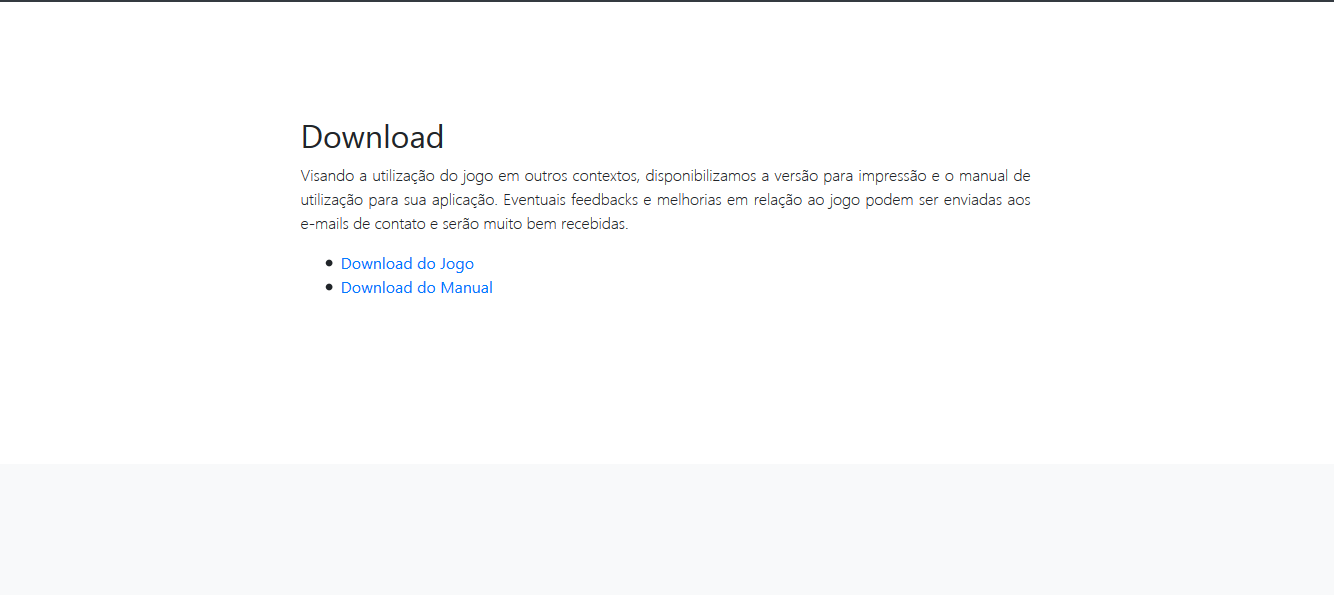 Download
Visando a utilização do jogo em outros contextos, disponibilizamos a versão para impressão e o manual de
utilização para sua aplicação. Eventuais feedbacks e melhorias em relação ao jogo podem ser enviadas aos
e-mails de contato e serão muito bem recebidas.
Download do Jogo
Download do Manual